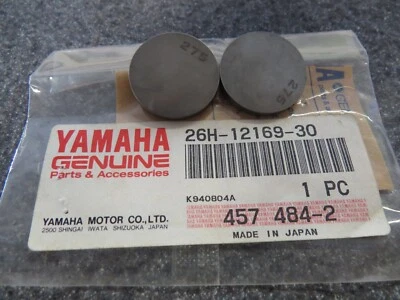 275
275
YAMAHA
GENUINE
Parts & Accessories
26H-12169-30
K940804A
1 PC
YAMAHA MOTOR CO., LTD.
2500 SHINGAI IWATA SHIZUOKA JAPAN
457 484-2
MADE IN JAPAN